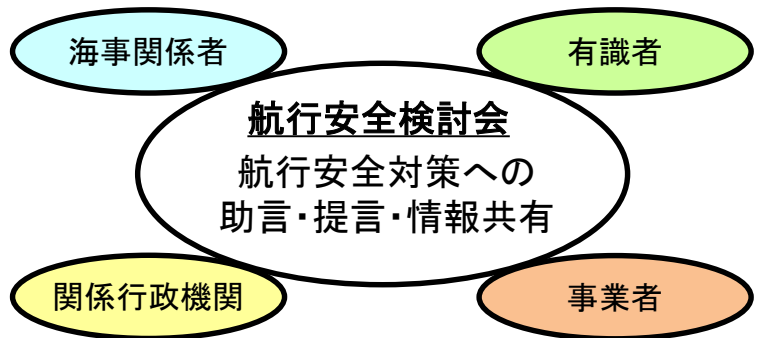 海事関係者
有識者
航行安全検討会
航行安全対策への
助言・提言・情報共有
関係行政機関
事業者